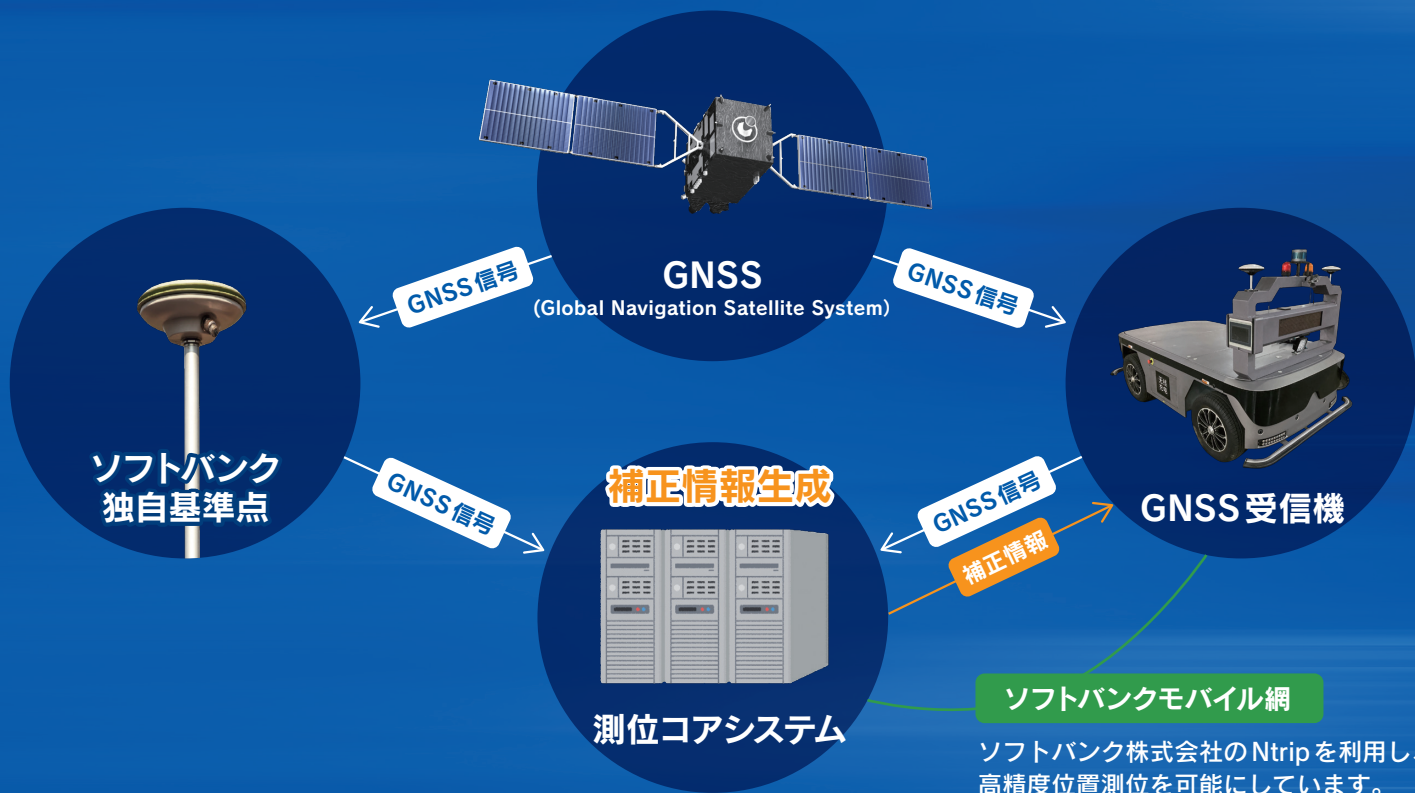 GNSS
(Global Navigation Satellite System)
GNSS信号
GNSS信号
ソフトバンク
独自基準点
GNSS受信機
GNSS信号
補正情報生成
GNSS信号
補正情報
測位コアシステム
ソフトバンクモバイル網
ソフトバンク株式会社のNtripを利用し、
高精度位置測位を可能にしています。